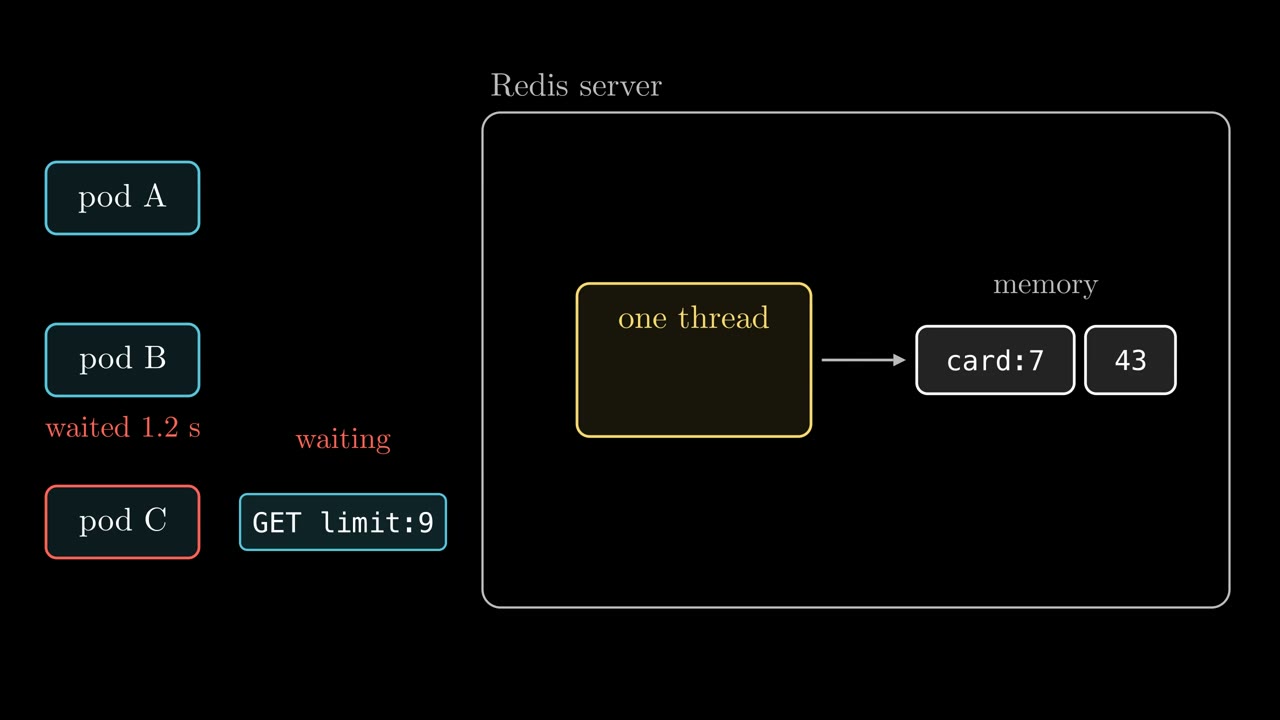 Redis server
pod A
memory
one thread
pod B
card:7
43
waited 1.2 s
waiting
pod C
GET limit:9